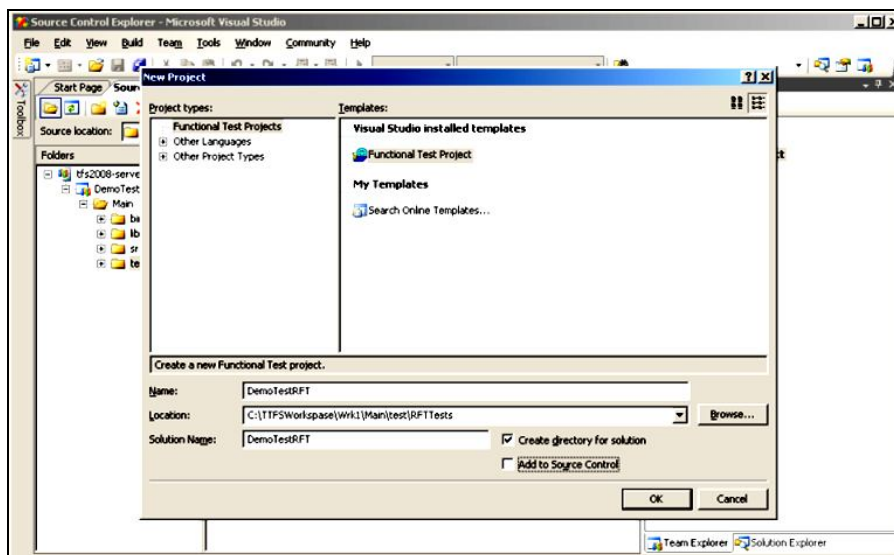 Source Control Explorer - Microsoft Visual Studio
File Edit View Build Team Tools Window Community Help
New Project
Start Page Sour
Toolbox
Source location:
Folders
tfs2008-serve
DemoTest
Main
lib
te
Project types:
Functional Test Projects
Other Languages
Other Project Types
Templates:
Visual Studio installed templates
Functional Test Project
My Templates
Search Online Templates...
Create a new Functional Test project.
Name: DemoTestRFT
Location: C:\TTFSWorkspase\Wrk1\Main\test\RFTTests Browse...
Solution Name: DemoTestRFT Create directory for solution
Add to Source Control
OK Cancel
Team Explorer Solution Explorer